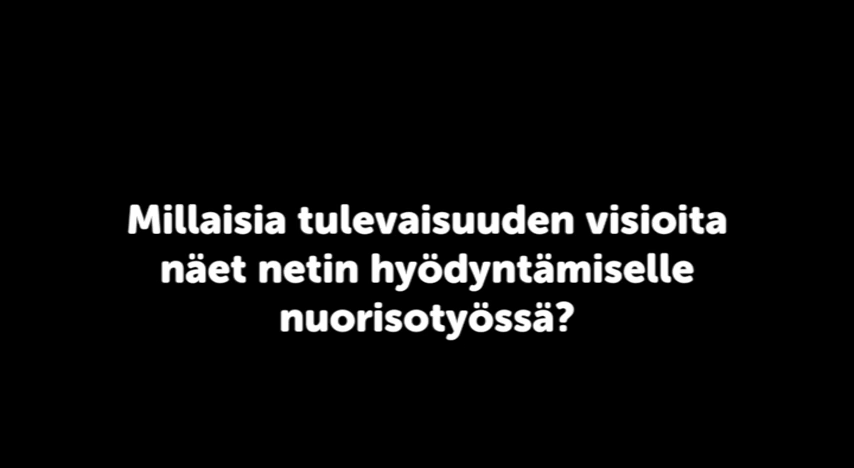 Millaisia tulevaisuuden visioita
näet netin hyödyntämiselle
nuorisotyössä?